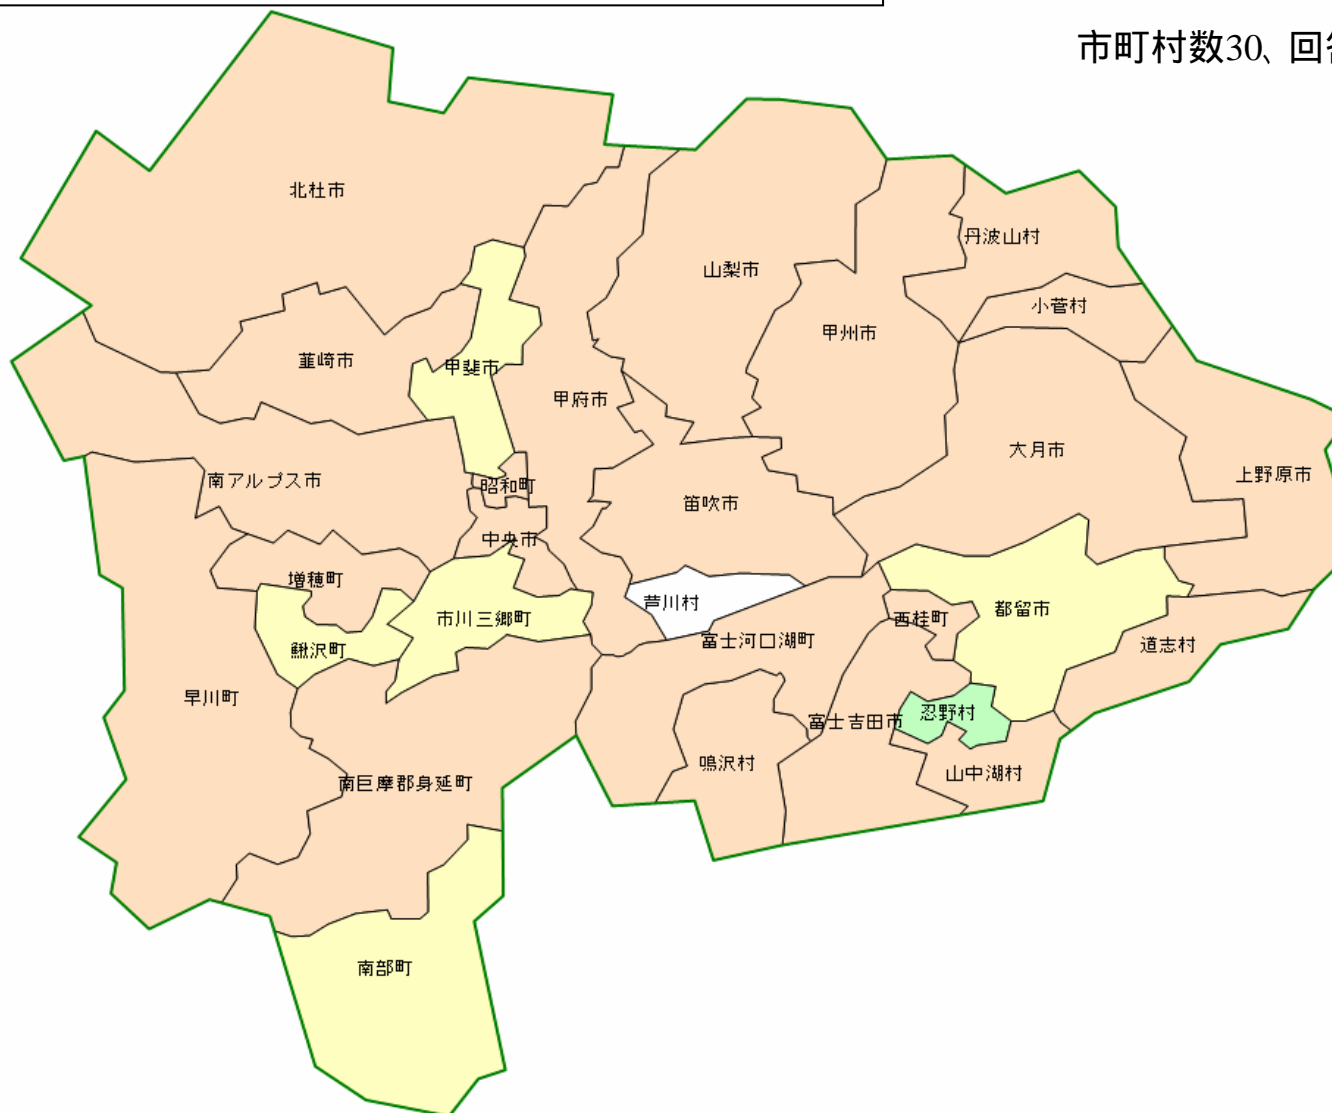 市町村数30、回
北杜市
丹波山村
山梨市
小菅村
甲州市
韮崎市
甲斐市
甲府市
大月市
上野原市
南アルプス市
昭和町
笛吹市
中央市
増穂町
芦川村
都留市
市川三郷町
西桂町
富士河口湖町
道志村
鰍沢町
早川町
忍野村
富士吉田市
鳴沢村
山中湖村
南巨摩郡身延町
南部町